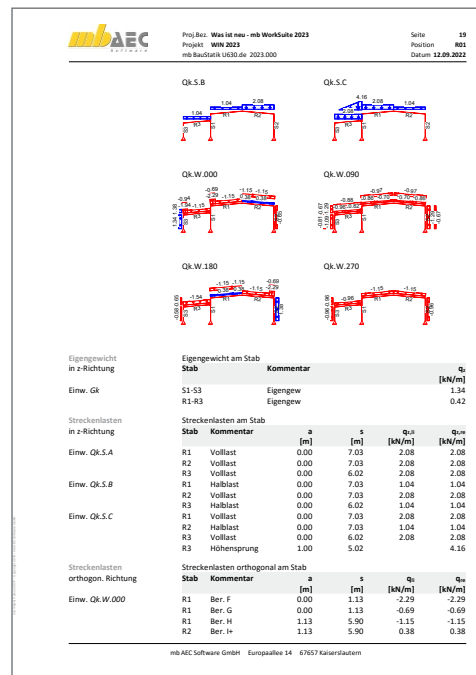 mb AEC Software
Proj.Bez. Was ist neu - mb WorkSuite 2023 Seite 19
Projekt WIN 2023 Position R01
mb BauStatik U630.de 2023.000 Datum 12.09.2022
Qk.S.B Qk.S.C
Qk.W.000 Qk.W.090
Qk.W.180 Qk.W.270
Eigengewicht Eigengewicht am Stab
in z-Richtung Stab Kommentar qz
[kN/m]
Einw. Gk S1-S3 Eigengew 1.34
R1-R3 Eigengew 0.42
Streckenlasten Streckenlasten am Stab
in z-Richtung Stab Kommentar a s qz,li qz,re
[m] [m] [kN/m] [kN/m]
Einw. Qk.S.A R1 Volllast 0.00 7.03 2.08 2.08
R2 Volllast 0.00 7.03 2.08 2.08
R3 Volllast 0.00 6.02 2.08 2.08
Einw. Qk.S.B R1 Halblast 0.00 7.03 1.04 1.04
R2 Volllast 0.00 7.03 2.08 2.08
R3 Halblast 0.00 6.02 1.04 1.04
Einw. Qk.S.C R1 Volllast 0.00 7.03 2.08 2.08
R2 Halblast 0.00 7.03 1.04 1.04
R3 Volllast 0.00 6.02 2.08 2.08
R3 Höhensprung 1.00 5.02 4.16
Streckenlasten Streckenlasten orthogonal am Stab
orthogon. Richtung Stab Kommentar a s qli qre
[m] [m] [kN/m] [kN/m]
Einw. Qk.W.000 R1 Ber. F 0.00 1.13 -2.29 -2.29
R1 Ber. G 0.00 1.13 -0.69 -0.69
R1 Ber. H 1.13 5.90 -1.15 -1.15
R2 Ber. I+ 1.13 5.90 0.38 0.38
mb AEC Software GmbH Europaallee 14 67657 Kaiserslautern